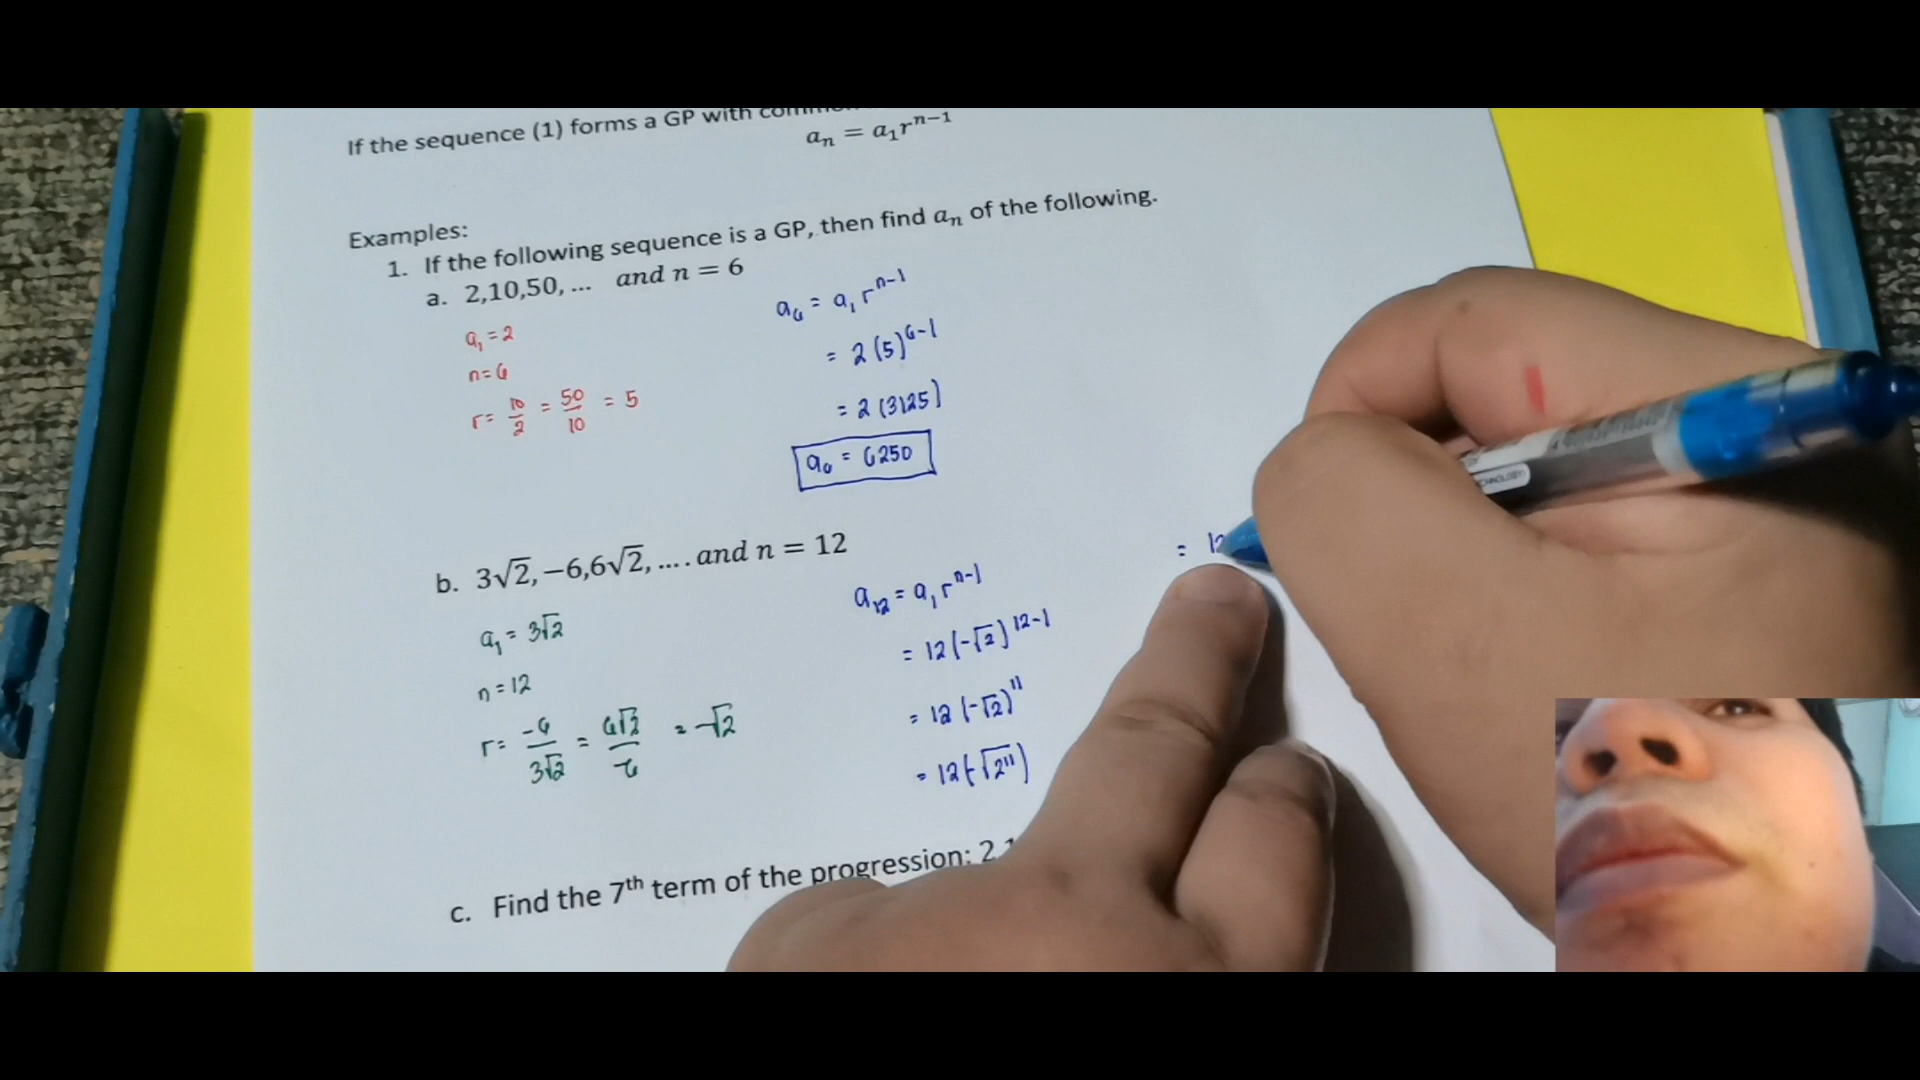 If the sequence (1) forms a GP with
aₙ = a₁rⁿ⁻¹
Examples:
1. If the following sequence is a GP, then find aₙ of the following.
a. 2,10,50, ... and n = 6
a₁ = 2
n = 6
r = 10/2 = 50/10 = 5
a₆ = a₁ rⁿ⁻¹
= 2 (5)⁶⁻¹
= 2 (3125)
a₆ = 6250
b. 3√2, −6,6√2, .... and n = 12
a₁ = 3√2
n = 12
r = -6/3√2 = 6√2/-6 = -√2
a₁₂ = a₁ rⁿ⁻¹
= 12 (-√2)¹²⁻¹
= 12 (-√2)¹¹
= 12 (-√2¹¹)
= 12
c. Find the 7ᵗʰ term of the progression: 2